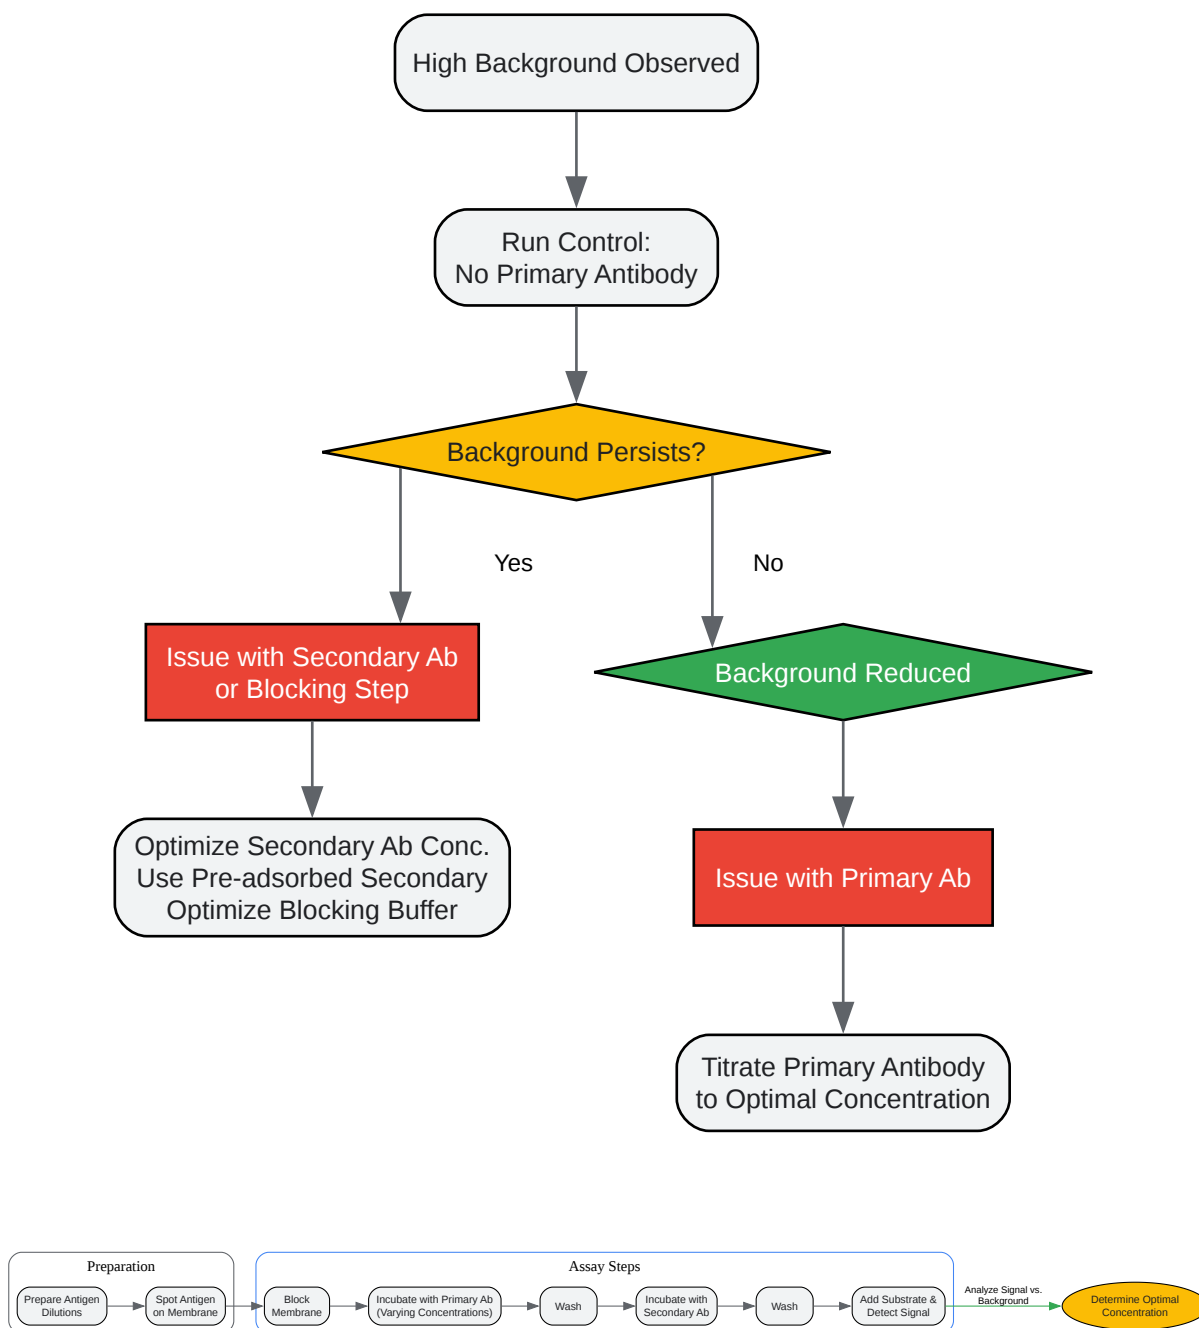 High Background Observed
Run Control:
No Primary Antibody
Background Persists?
Yes
No
Issue with Secondary Ab
or Blocking Step
Background Reduced
Optimize Secondary Ab Conc.
Use Pre-adsorbed Secondary
Optimize Blocking Buffer
Issue with Primary Ab
Titrate Primary Antibody
to Optimal Concentration
Preparation
Prepare Antigen
Dilutions
Spot Antigen
on Membrane
Assay Steps
Block
Membrane
Incubate with Primary Ab
(Varying Concentrations)
Wash
Incubate with
Secondary Ab
Wash
Add Substrate &
Detect Signal
Analyze Signal vs.
Background
Determine Optimal
Concentration